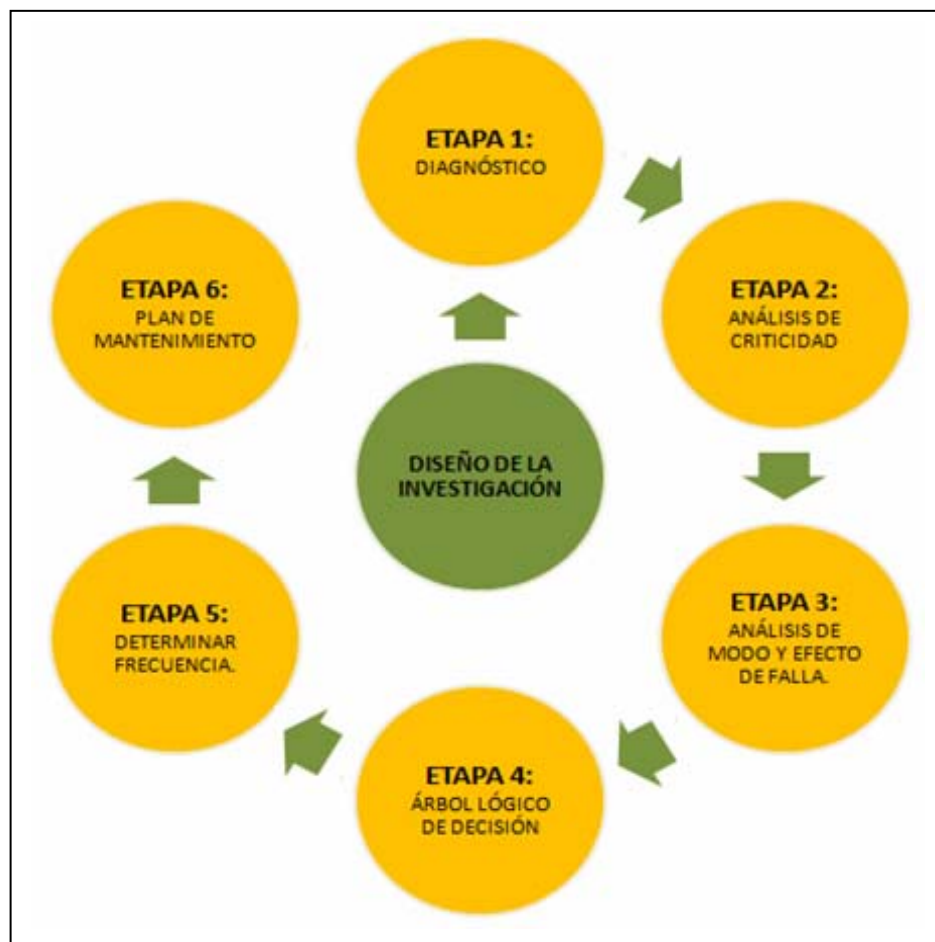 ETAPA 1:
DIAGNÓSTICO
ETAPA 2:
ANÁLISIS DE
CRITICIDAD
ETAPA 3:
ANÁLISIS DE
MODO Y EFECTO
DE FALLA.
ETAPA 4:
ÁRBOL LÓGICO
DE DECISIÓN
ETAPA 5:
DETERMINAR
FRECUENCIA.
ETAPA 6:
PLAN DE
MANTENIMIENTO
DISEÑO DE LA
INVESTIGACIÓN